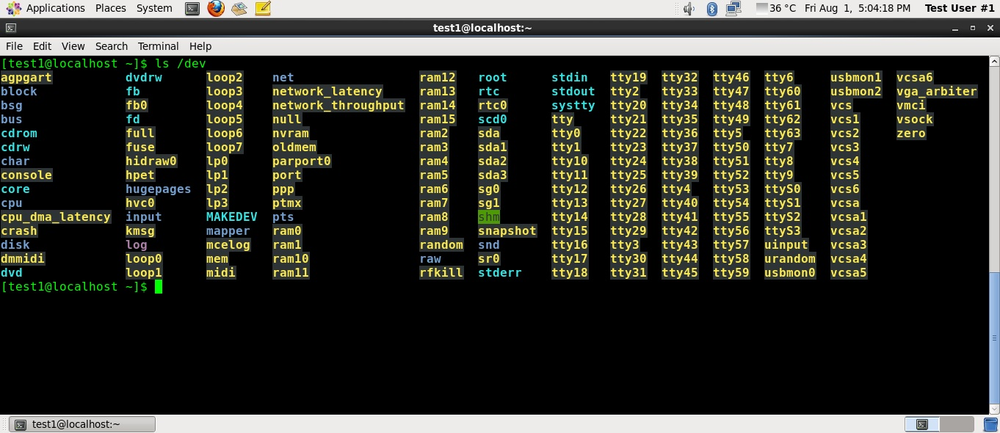 Applications Places System 36 °C Fri Aug 1, 5:04:18 PM Test User #1
test1@localhost:~
File Edit View Search Terminal Help
[test1@localhost ~]$ ls /dev
agpgart dvdrw loop2 net ram12 root stdin tty19 tty32 tty46 tty6 usbmon1 vcsa6
block fb loop3 network_latency ram13 rtc stdout tty2 tty33 tty47 tty60 usbmon2 vga_arbiter
bsg fb0 loop4 network_throughput ram14 rtc0 systty tty20 tty34 tty48 tty61 vcs vmci
bus fd loop5 null ram15 scd0 tty tty21 tty35 tty49 tty62 vcs1 vsock
cdrom full loop6 nvram ram2 sda tty0 tty22 tty36 tty5 tty63 vcs2 zero
cdrw fuse loop7 oldmem ram3 sda1 tty1 tty23 tty37 tty50 tty7 vcs3
char hidraw0 lp0 parport0 ram4 sda2 tty10 tty24 tty38 tty51 tty8 vcs4
console hpet lp1 port ram5 sda3 tty11 tty25 tty39 tty52 tty9 vcs5
core hugepages lp2 ppp ram6 sg0 tty12 tty26 tty4 tty53 ttyS0 vcs6
cpu hvc0 lp3 ptmx ram7 sg1 tty13 tty27 tty40 tty54 ttyS1 vcsa
cpu_dma_latency input MAKEDEV pts ram8 shm tty14 tty28 tty41 tty55 ttyS2 vcsa1
crash kmsg mapper ram0 ram9 snapshot tty15 tty29 tty42 tty56 ttyS3 vcsa2
disk log mcelog ram1 random snd tty16 tty3 tty43 tty57 uinput vcsa3
dmmidi loop0 mem ram10 raw sr0 tty17 tty30 tty44 tty58 urandom vcsa4
dvd loop1 midi ram11 rfkill stderr tty18 tty31 tty45 tty59 usbmon0 vcsa5
[test1@localhost ~]$
test1@localhost:~